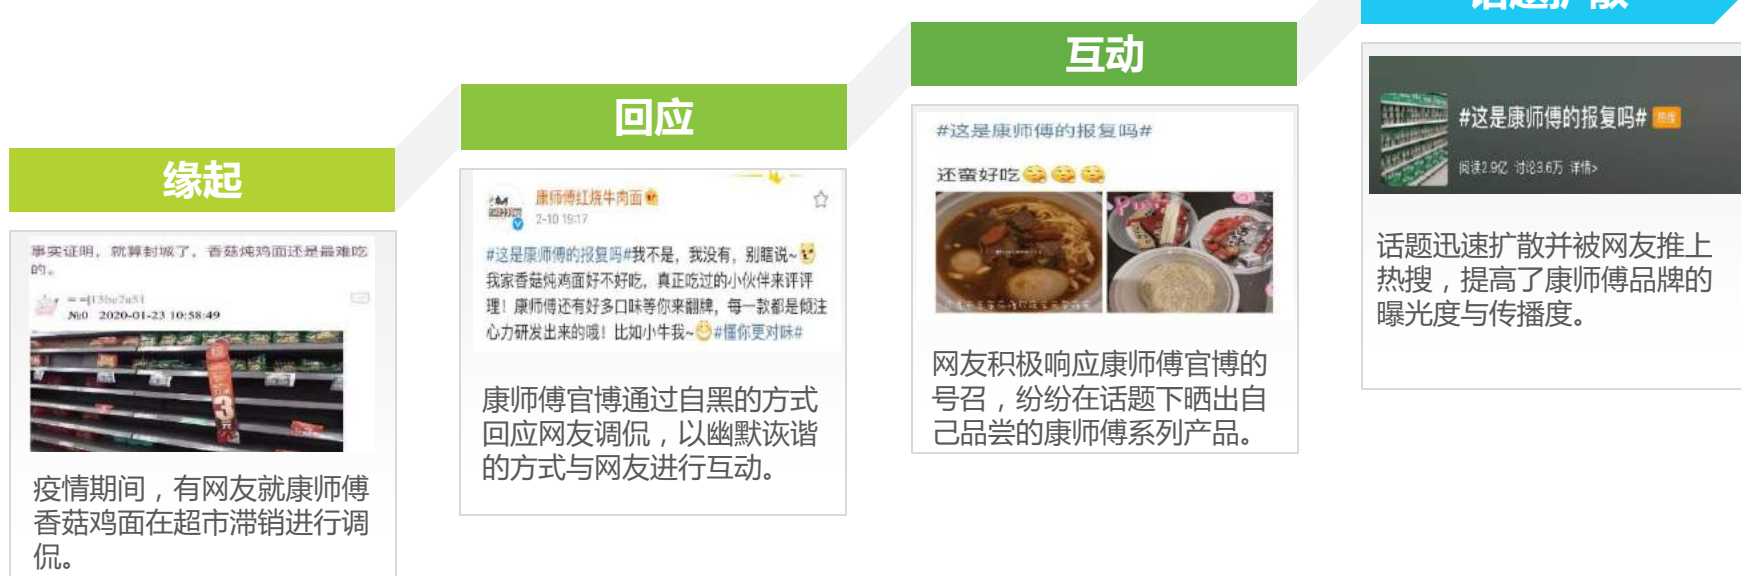 缘起
事实证明，就算封城了，香菇炖鸡面还是最难吃
的。
№0 2020-01-23 10:58:49
3
疫情期间，有网友就康师傅
香菇鸡面在超市滞销进行调
侃。
回应
康师傅红烧牛肉面
2-10 19:17
#这是康师傅的报复吗#我不是，我没有，别瞎说~
我家香菇炖鸡面好不好吃，真正吃过的小伙伴来评评
理！康师傅还有好多口味等你来翻牌，每一款都是倾注
心力研发出来的哦！比如小牛我~#懂你更对味#
康师傅官博通过自黑的方式
回应网友调侃，以幽默诙谐
的方式与网友进行互动。
互动
#这是康师傅的报复吗#
还蛮好吃
网友积极响应康师傅官博的
号召，纷纷在话题下晒出自
己品尝的康师傅系列产品。
话题扩散
#这是康师傅的报复吗# 热搜
阅读2.9亿 讨论3.6万 详情>
话题迅速扩散并被网友推上
热搜，提高了康师傅品牌的
曝光度与传播度。